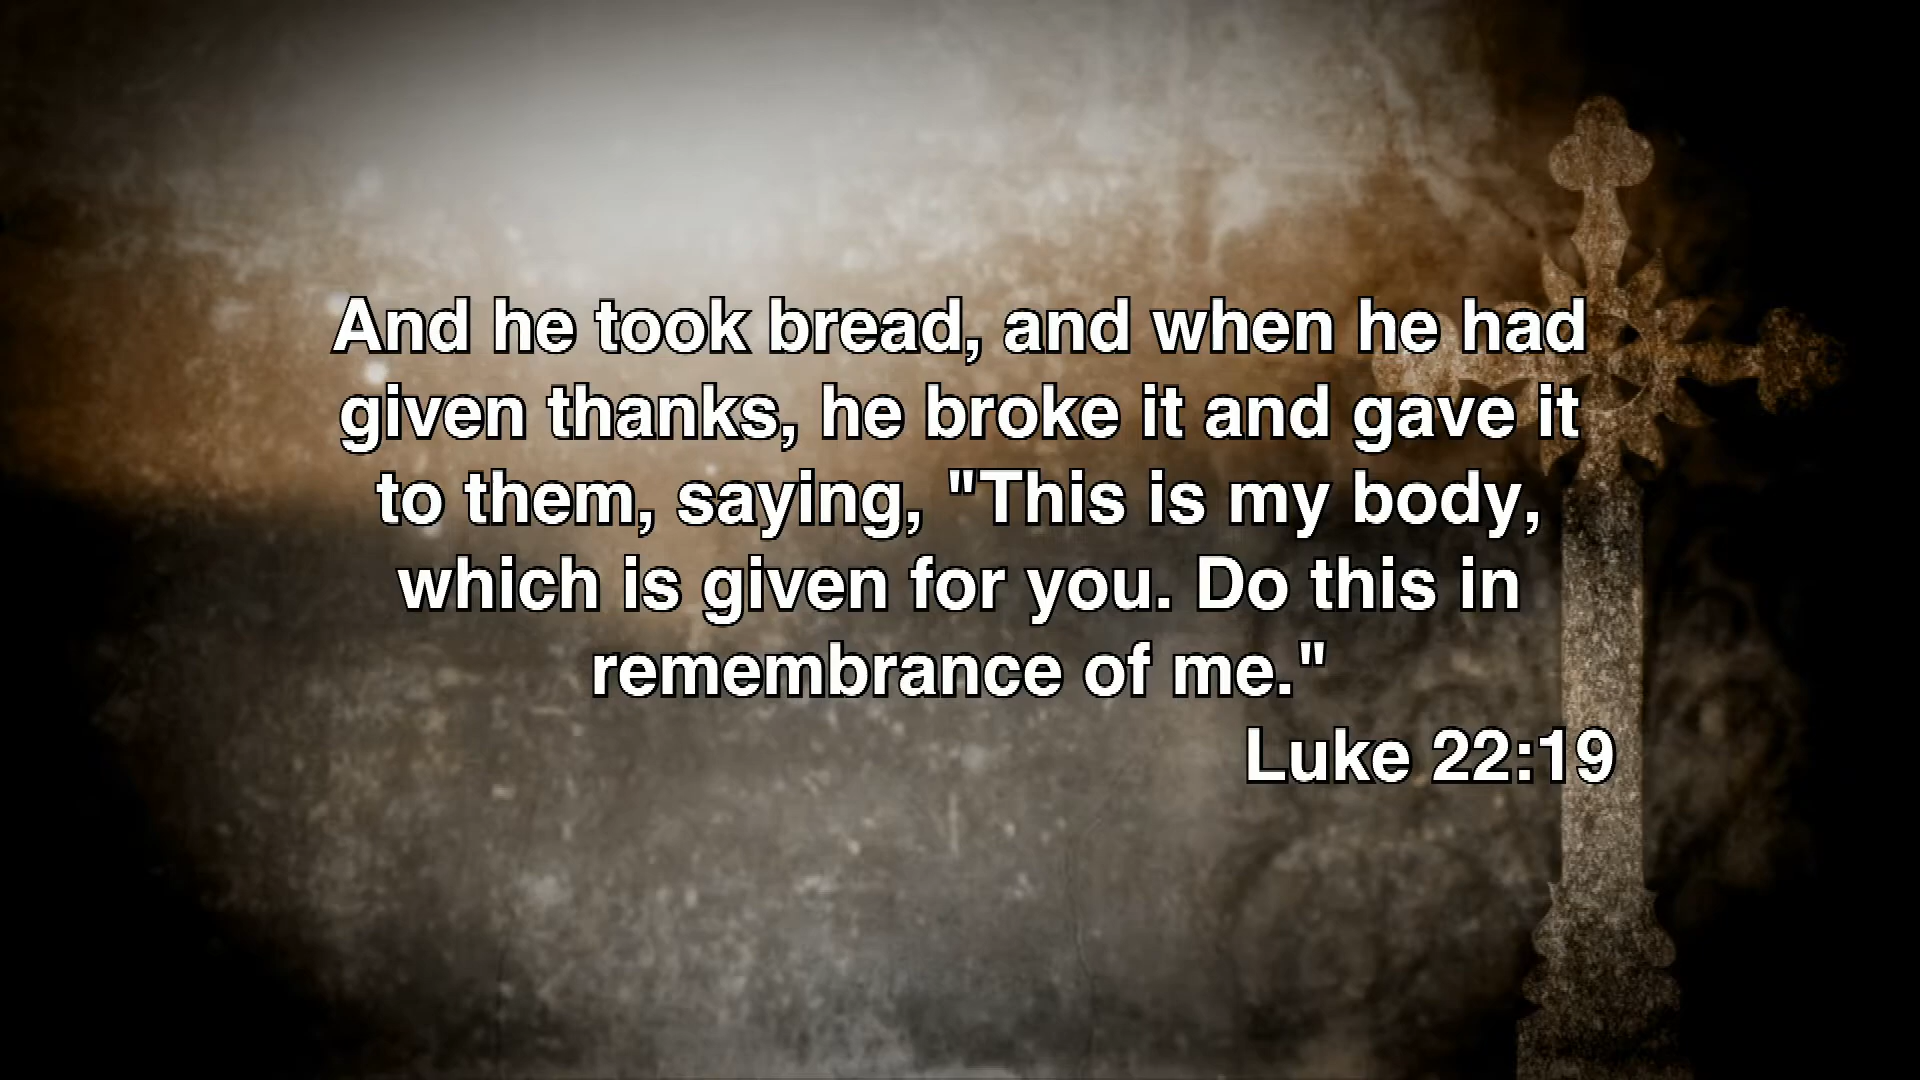 And he took bread, and when he had
given thanks, he broke it and gave it
to them, saying, "This is my body,
which is given for you. Do this in
remembrance of me."
Luke 22:19